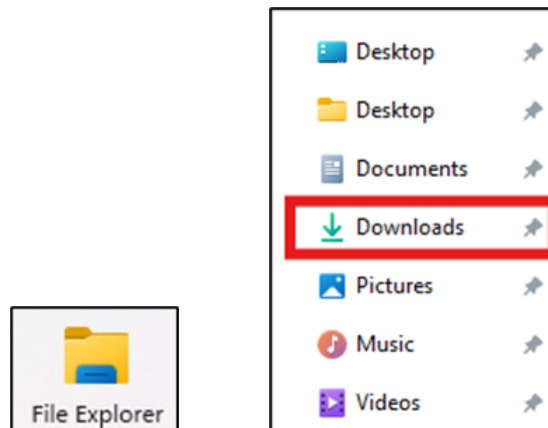 Desktop
Desktop
Documents
Downloads
Pictures
Music
Videos
File Explorer